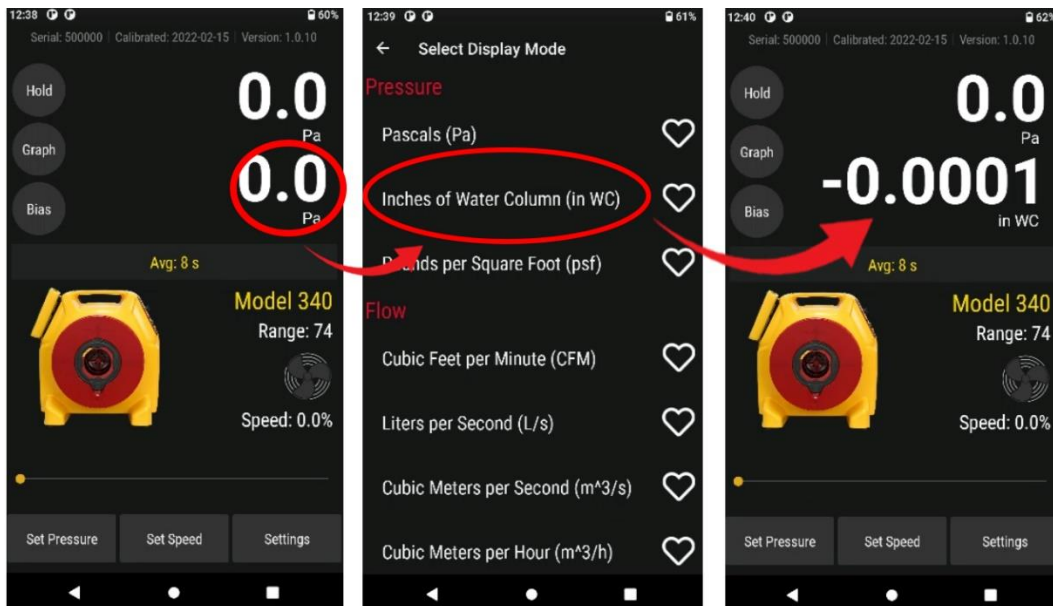 12:38 60%
Serial: 500000 | Calibrated: 2022-02-15 | Version: 1.0.10
Hold
0.0
Pa
Graph
0.0
Pa
Bias
Avg: 8 s
Model 340
Range: 74
Speed: 0.0%
Set Pressure Set Speed Settings
12:39 61%
Select Display Mode
Pressure
Pascals (Pa)
Inches of Water Column (in WC)
Pounds per Square Foot (psf)
Flow
Cubic Feet per Minute (CFM)
Liters per Second (L/s)
Cubic Meters per Second (m^3/s)
Cubic Meters per Hour (m^3/h)
12:40 62%
Serial: 500000 | Calibrated: 2022-02-15 | Version: 1.0.10
Hold
0.0
Pa
Graph
-0.0001
in WC
Bias
Avg: 8 s
Model 340
Range: 74
Speed: 0.0%
Set Pressure Set Speed Settings